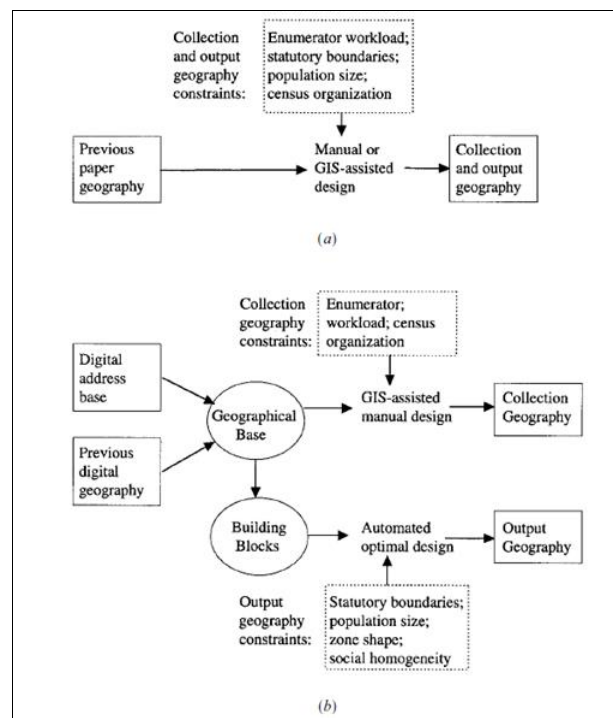 Collection
and output
geography
constraints:
Enumerator workload;
statutory boundaries;
population size;
census organization
Previous
paper
geography
Manual or
GIS-assisted
design
Collection
and output
geography
(a)
Collection
geography
constraints:
Enumerator;
workload; census
organization
Digital
address
base
Previous
digital
geography
Geographical
Base
GIS-assisted
manual design
Collection
Geography
Building
Blocks
Automated
optimal design
Output
Geography
Output
geography
constraints:
Statutory boundaries;
population size;
zone shape;
social homogeneity
(b)